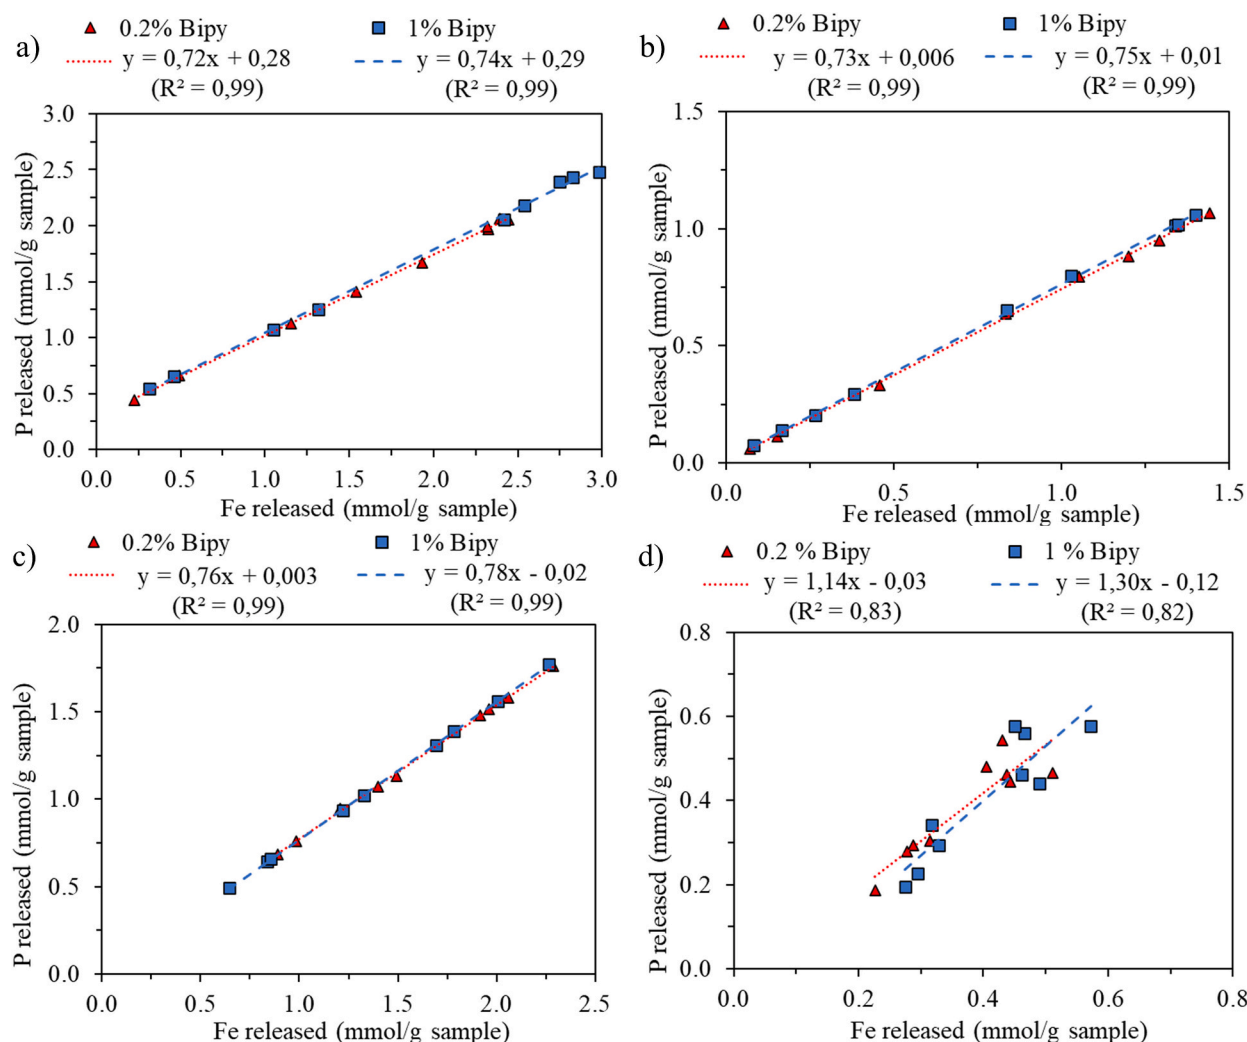 a)
0.2% Bipy
1% Bipy
y = 0,72x + 0,28
y = 0,74x + 0,29
(R² = 0,99)
(R² = 0,99)
3.0
2.5
2.0
1.5
1.0
0.5
0.0
P released (mmol/g sample)
0.0 0.5 1.0 1.5 2.0 2.5 3.0
Fe released (mmol/g sample)
b)
0.2% Bipy
1% Bipy
y = 0,73x + 0,006
y = 0,75x + 0,01
(R² = 0,99)
(R² = 0,99)
1.5
1.0
0.5
0.0
P released (mmol/g sample)
0.0 0.5 1.0 1.5
Fe released (mmol/g sample)
c)
0.2% Bipy
1% Bipy
y = 0,76x + 0,003
y = 0,78x - 0,02
(R² = 0,99)
(R² = 0,99)
2.0
1.5
1.0
0.5
0.0
P released (mmol/g sample)
0.0 0.5 1.0 1.5 2.0 2.5
Fe released (mmol/g sample)
d)
0.2 % Bipy
1 % Bipy
y = 1,14x - 0,03
y = 1,30x - 0,12
(R² = 0,83)
(R² = 0,82)
0.8
0.6
0.4
0.2
0.0
P released (mmol/g sample)
0.0 0.2 0.4 0.6 0.8
Fe released (mmol/g sample)